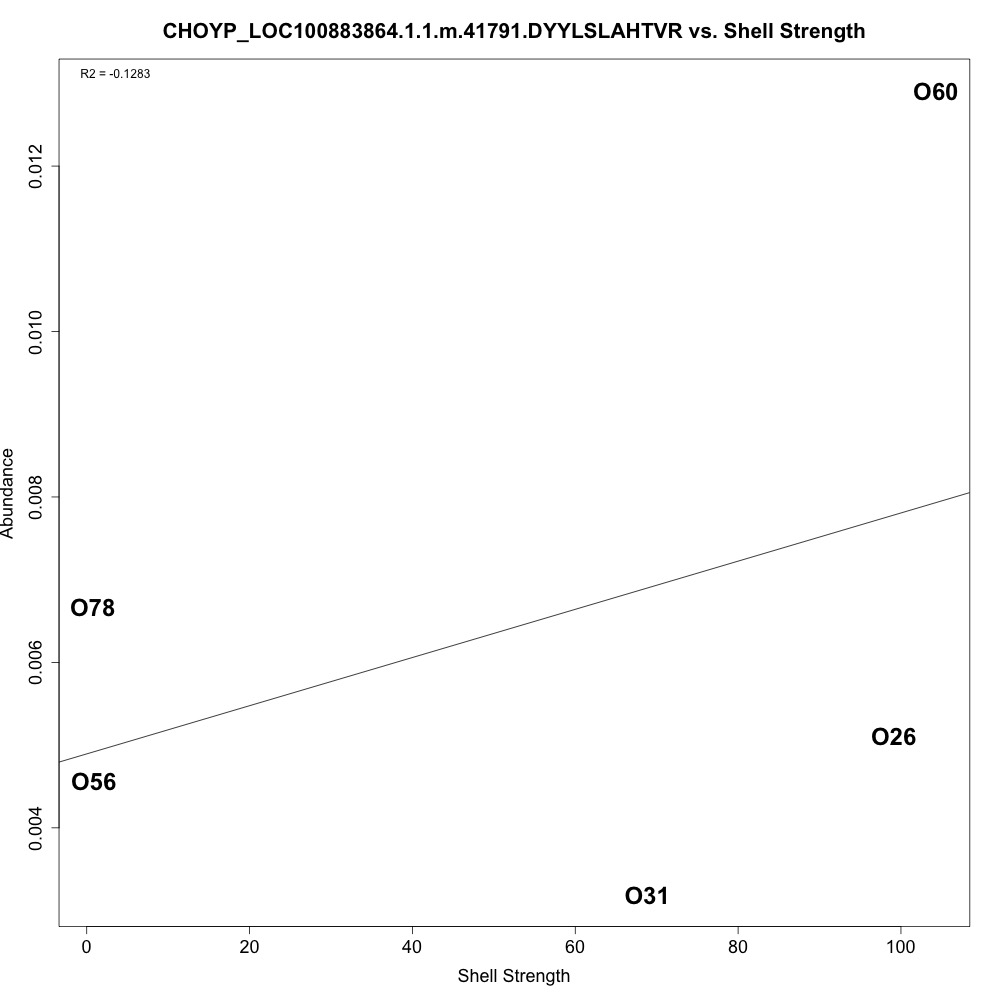 CHOYP_LOC100883864.1.1.m.41791.DYYLSLAHTVR vs. Shell Strength
R2 = -0.1283
O60
0.012
0.010
Abundance
0.008
O78
0.006
O26
O56
0.004
O31
0 20 40 60 80 100
Shell Strength